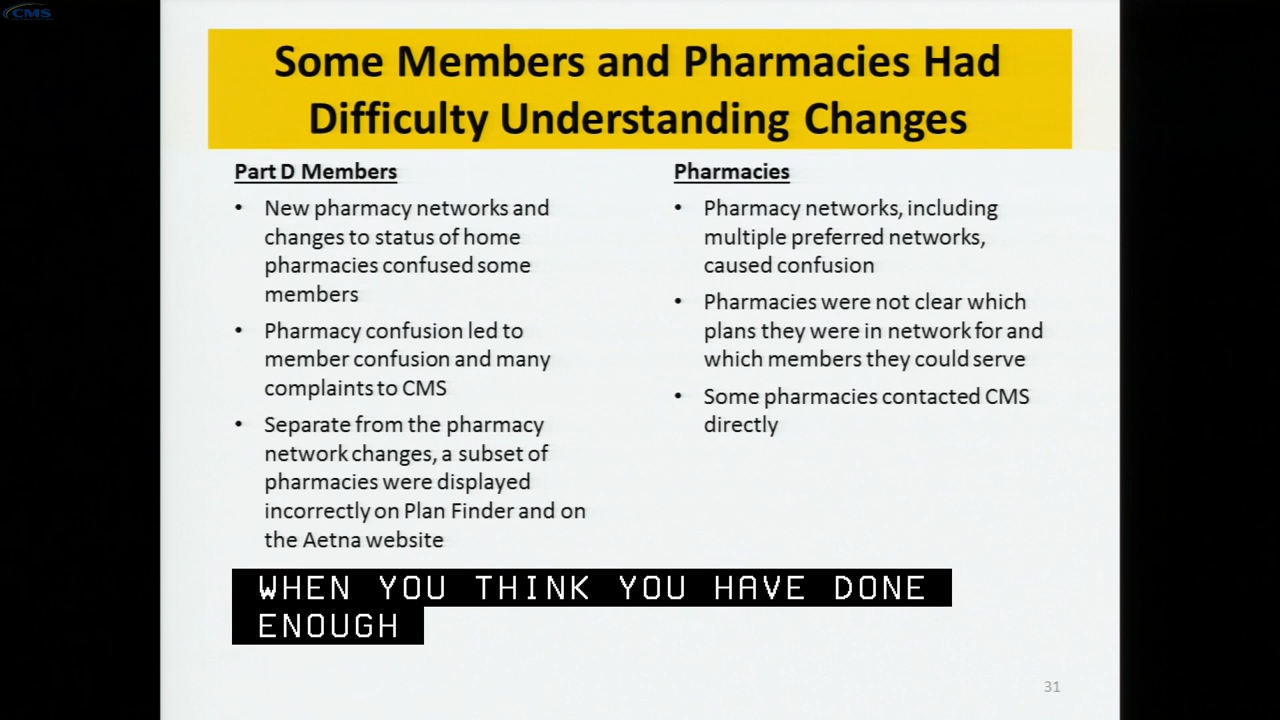 CMS
Some Members and Pharmacies Had
Difficulty Understanding Changes
Part D Members
• New pharmacy networks and
changes to status of home
pharmacies confused some
members
• Pharmacy confusion led to
member confusion and many
complaints to CMS
• Separate from the pharmacy
network changes, a subset of
pharmacies were displayed
incorrectly on Plan Finder and on
the Aetna website
Pharmacies
• Pharmacy networks, including
multiple preferred networks,
caused confusion
• Pharmacies were not clear which
plans they were in network for and
which members they could serve
• Some pharmacies contacted CMS
directly
WHEN YOU THINK YOU HAVE DONE
ENOUGH
31